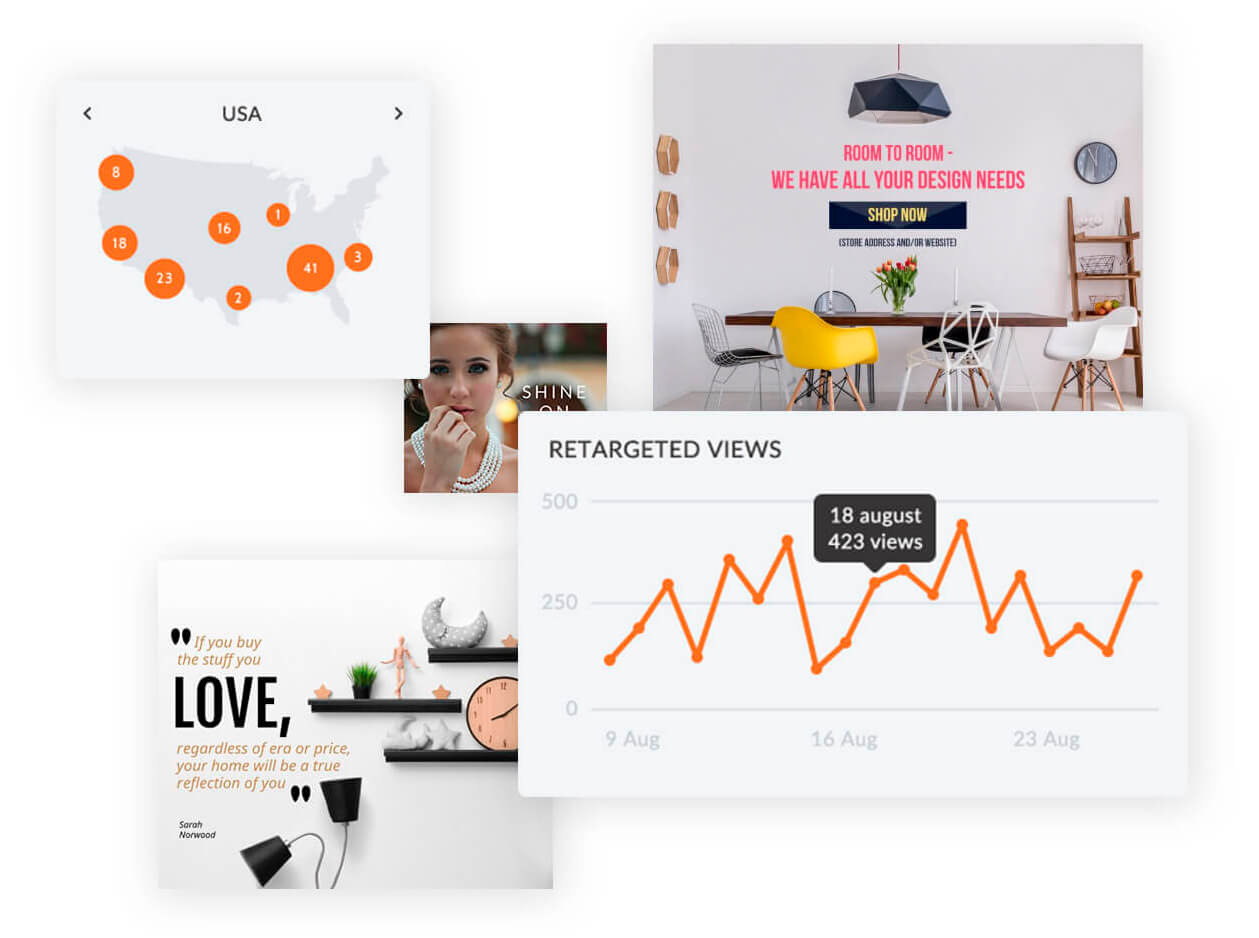 USA
8
1
16
18
3
41
23
2
ROOM TO ROOM -
WE HAVE ALL YOUR DESIGN NEEDS
SHOP NOW
(STORE ADDRESS AND/OR WEBSITE)
SHINE
ON
RETARGETED VIEWS
500
18 august
423 views
250
0
9 Aug
16 Aug
23 Aug
" If you buy
the stuff you
LOVE,
regardless of era or price,
your home will be a true
reflection of you "
Sarah
Norwood